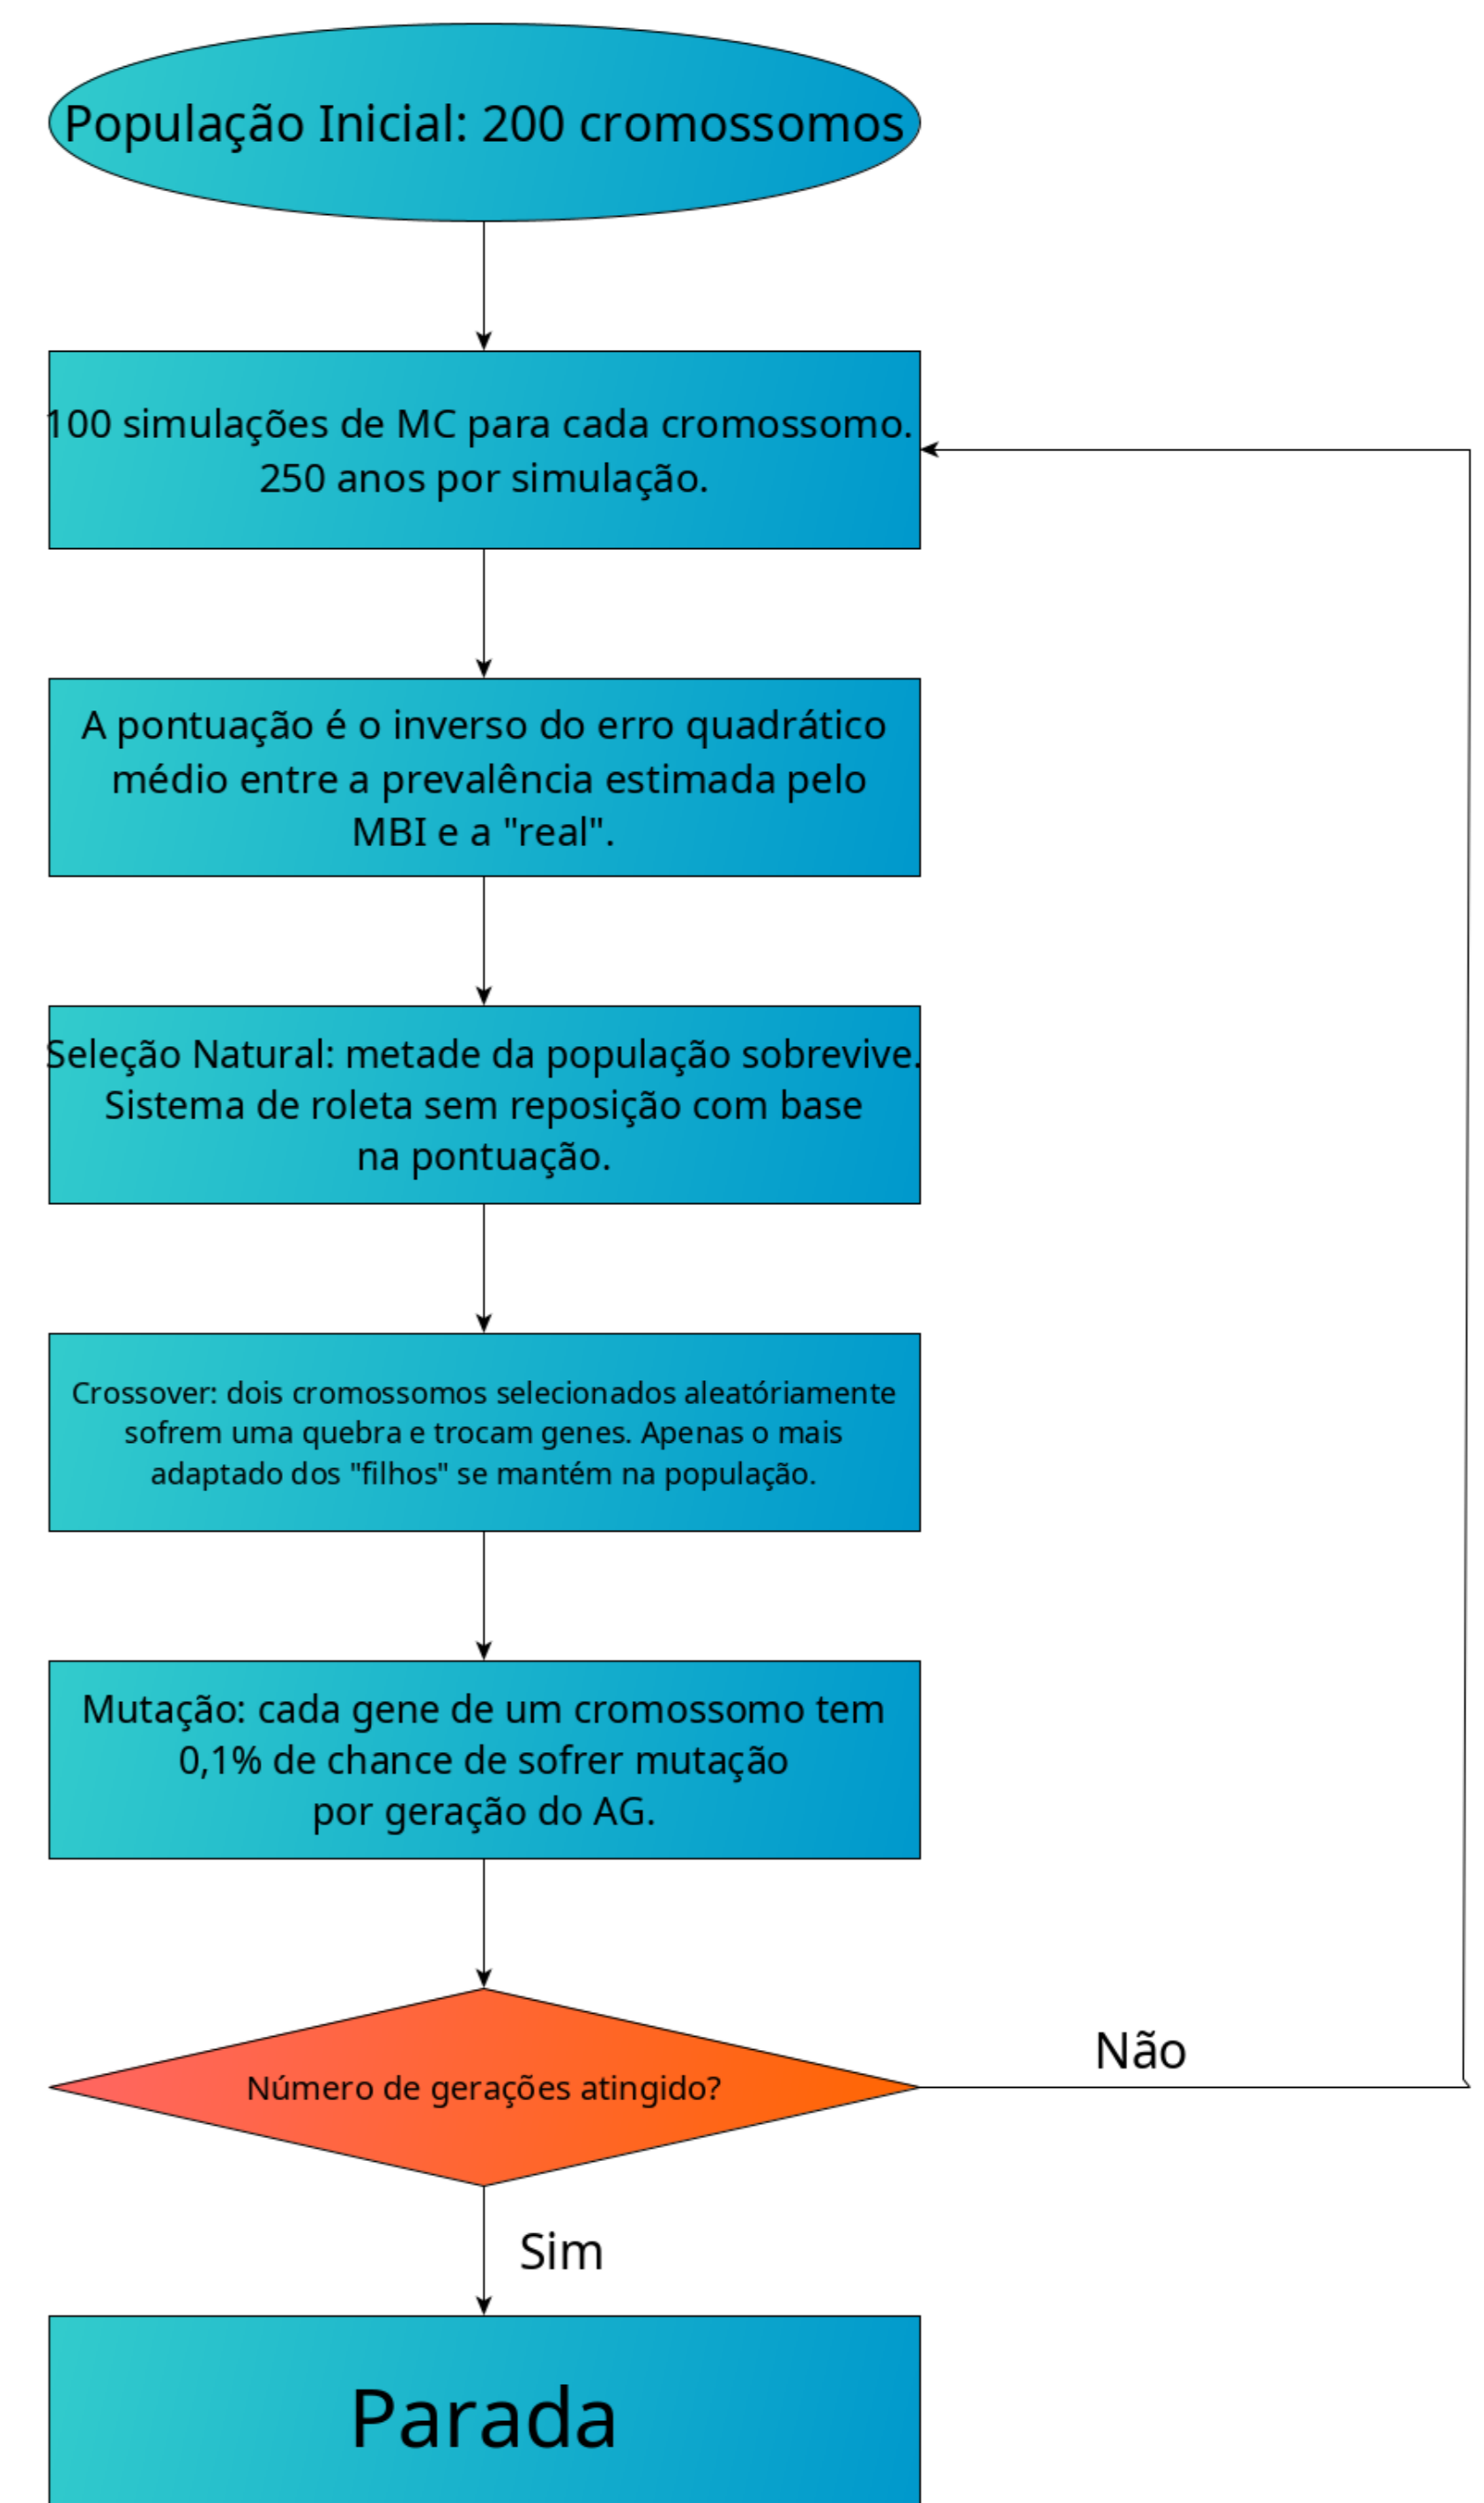 População Inicial: 200 cromossomos
100 simulações de MC para cada cromossomo.
250 anos por simulação.
A pontuação é o inverso do erro quadrático
médio entre a prevalência estimada pelo
MBI e a "real".
Seleção Natural: metade da população sobrevive.
Sistema de roleta sem reposição com base
na pontuação.
Crossover: dois cromossomos selecionados aleatóriamente
sofrem uma quebra e trocam genes. Apenas o mais
adaptado dos "filhos" se mantém na população.
Mutação: cada gene de um cromossomo tem
0,1% de chance de sofrer mutação
por geração do AG.
Número de gerações atingido?
Não
Sim
Parada